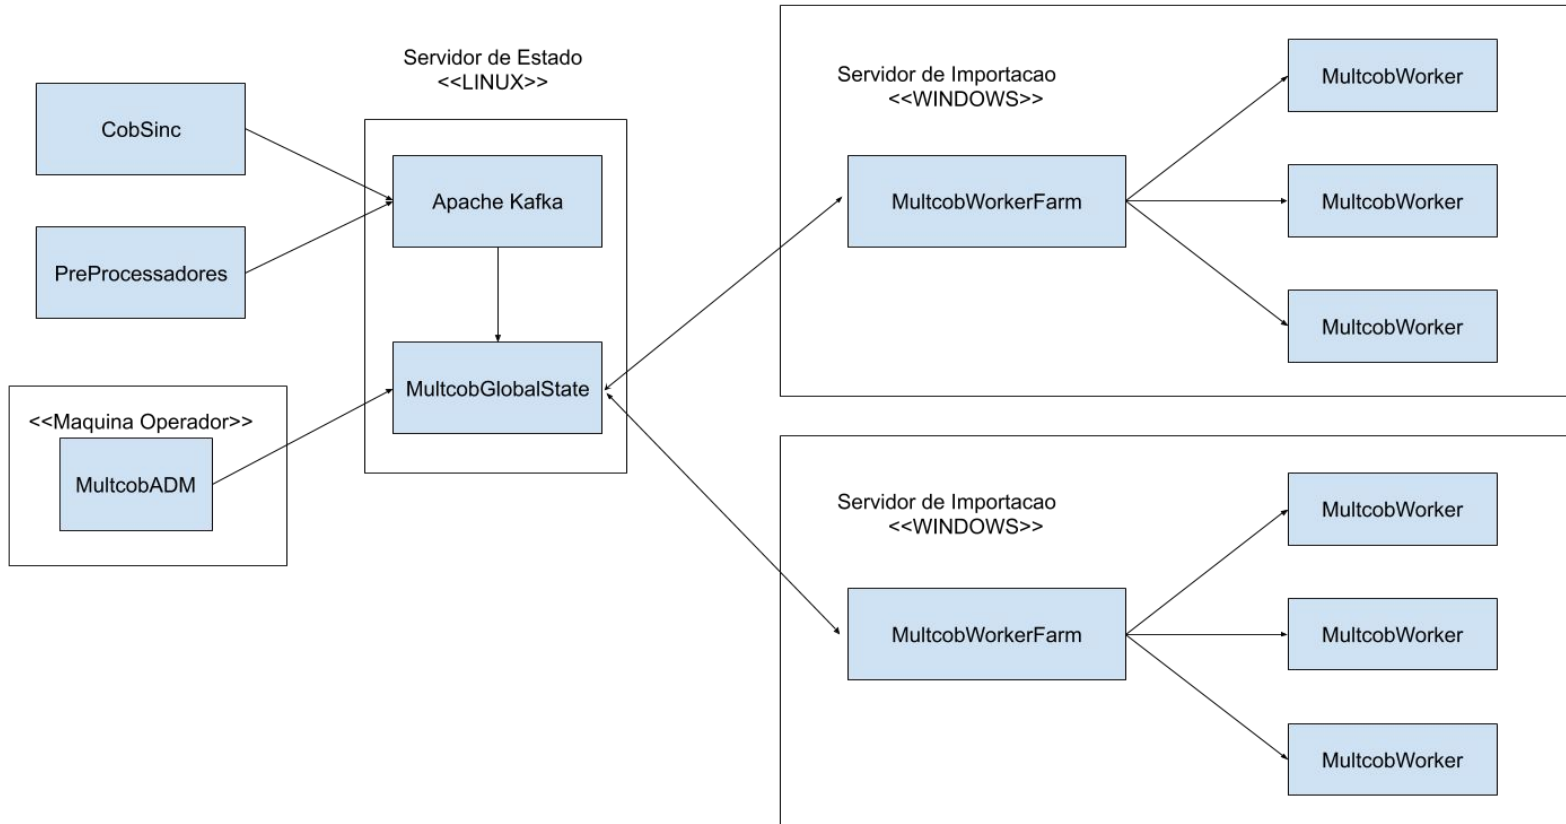 Servidor de Estado
<<LINUX>>
CobSinc
PreProcessadores
Apache Kafka
MultcobGlobalState
<<Maquina Operador>>
MultcobADM
Servidor de Importacao
<<WINDOWS>>
MultcobWorkerFarm
MultcobWorker
MultcobWorker
MultcobWorker
Servidor de Importacao
<<WINDOWS>>
MultcobWorkerFarm
MultcobWorker
MultcobWorker
MultcobWorker